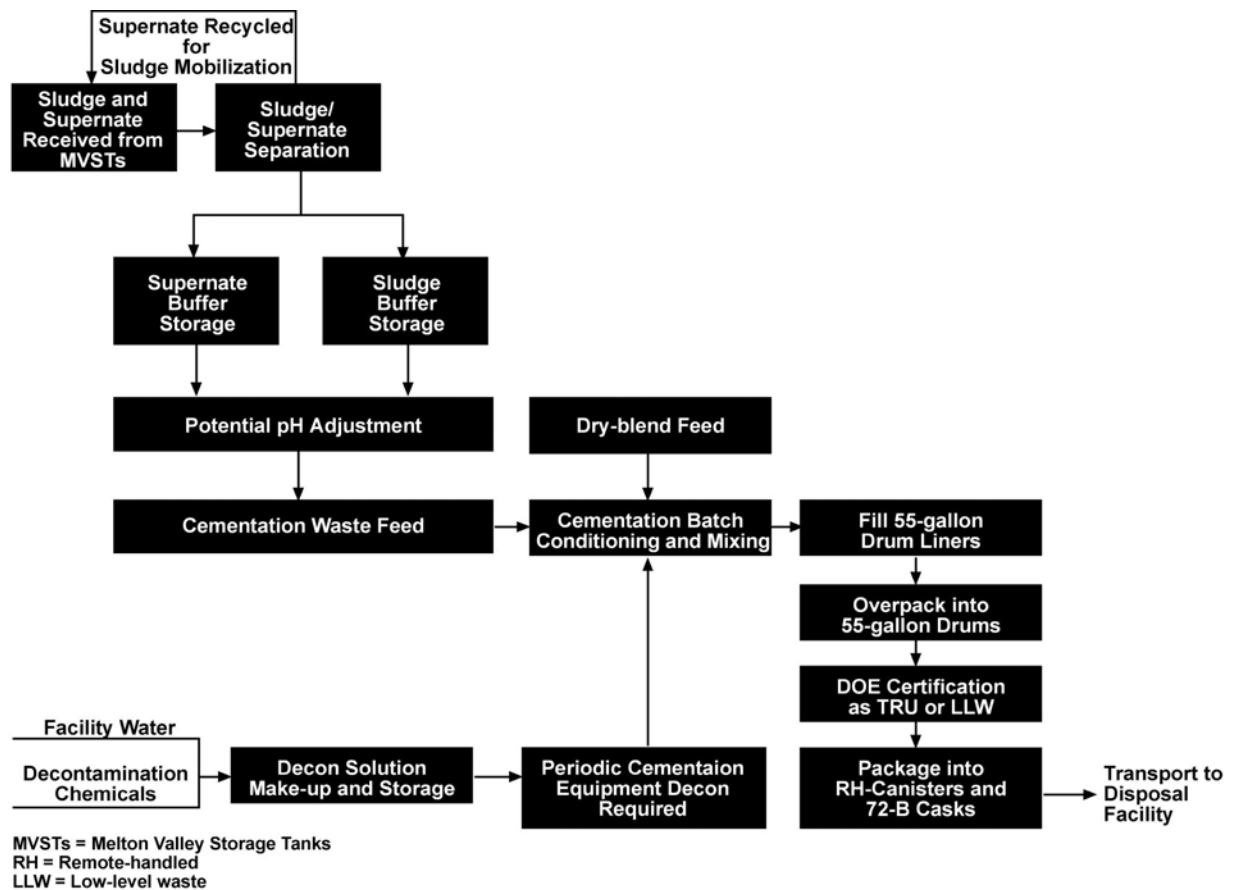 Supernate Recycled
for
Sludge Mobilization
Sludge and
Supernate
Received from
MVSTs
Sludge/
Supernate
Separation
Supernate
Buffer
Storage
Sludge
Buffer
Storage
Potential pH Adjustment
Dry-blend Feed
Cementation Waste Feed
Cementation Batch
Conditioning and Mixing
Fill 55-gallon
Drum Liners
Overpack into
55-gallon Drums
DOE Certification
as TRU or LLW
Facility Water
Decontamination
Chemicals
Decon Solution
Make-up and Storage
Periodic Cementaion
Equipment Decon
Required
Package into
RH-Canisters and
72-B Casks
Transport to
Disposal
Facility
MVSTs = Melton Valley Storage Tanks
RH = Remote-handled
LLW = Low-level waste